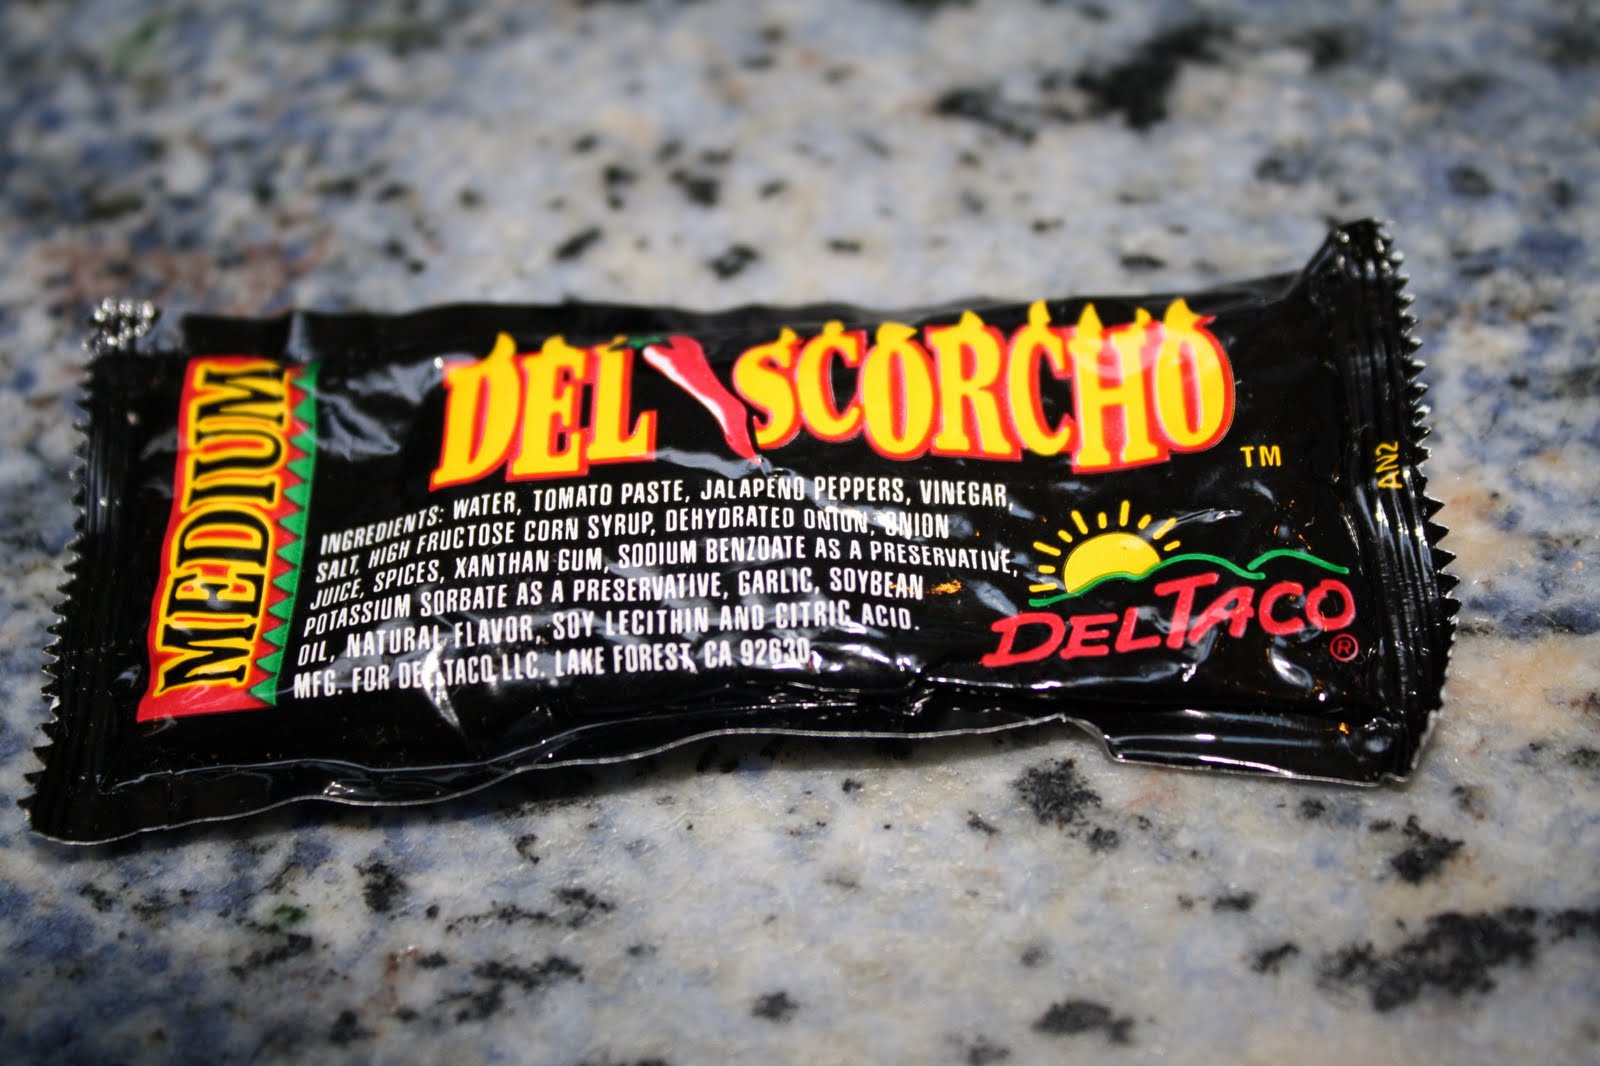 MEDIUM
DEL SCORCHO
TM
INGREDIENTS: WATER, TOMATO PASTE, JALAPEÑO PEPPERS, VINEGAR,
SALT, HIGH FRUCTOSE CORN SYRUP, DEHYDRATED ONION, ONION
JUICE, SPICES, XANTHAN GUM, SODIUM BENZOATE AS A PRESERVATIVE,
POTASSIUM SORBATE AS A PRESERVATIVE, GARLIC, SOYBEAN
OIL, NATURAL FLAVOR, SOY LECITHIN AND CITRIC ACID.
MFG. FOR DEL TACO, LLC. LAKE FOREST, CA 92630.
DEL TACO ®
AN2